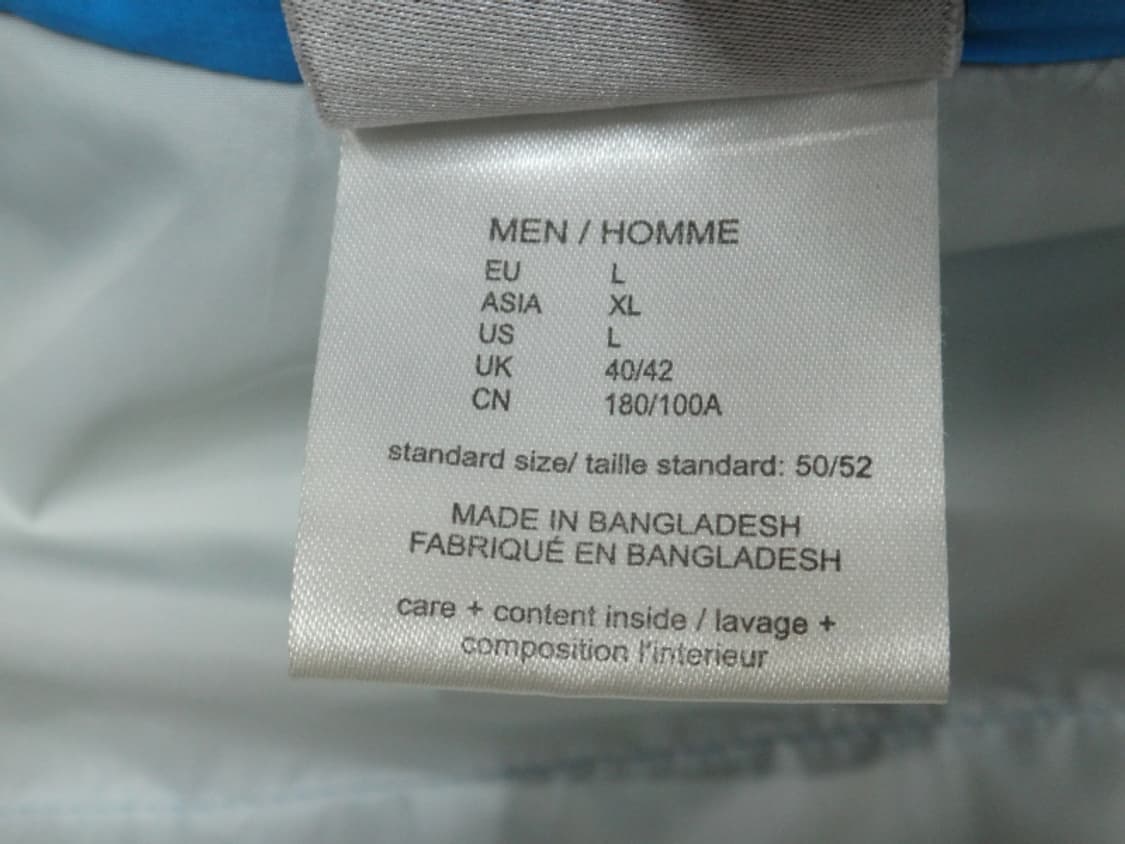 MEN / HOMME
EU L
ASIA XL
US L
UK 40/42
CN 180/100A
standard size/ taille standard: 50/52
MADE IN BANGLADESH
FABRIQUÉ EN BANGLADESH
care + content inside / lavage +
composition l'interieur